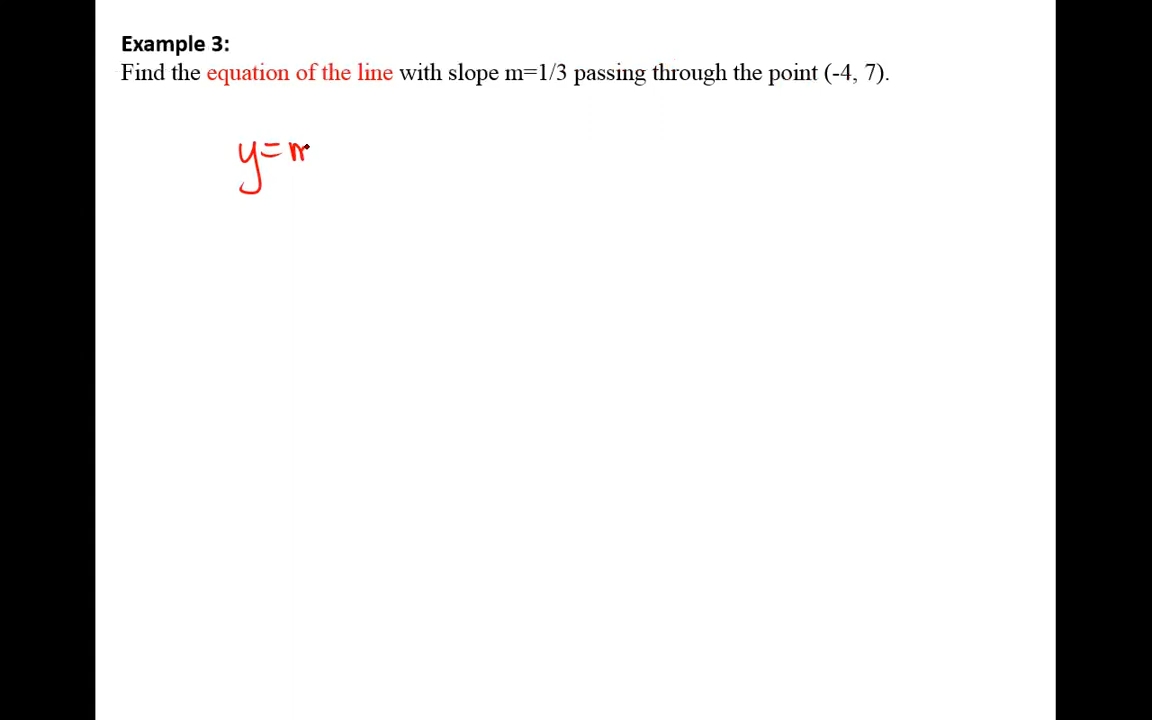 Example 3:
Find the equation of the line with slope m=1/3 passing through the point (-4, 7).
y=m